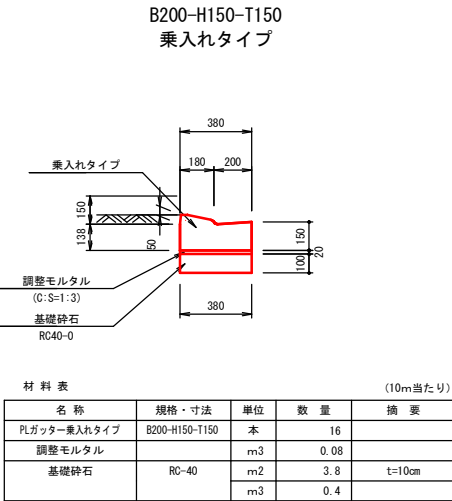 B200-H150-T150
乗入れタイプ
380
180 200
乗入れタイプ
150
138
50
150
20
100
調整モルタル
(C:S=1:3)
基礎砕石
RC40-0
380
材 料 表 (10m当たり)
名 称 規格・寸法 単位 数 量 摘 要
PLガッター乗入れタイプ B200-H150-T150 本 16
調整モルタル m3 0.08
基礎砕石 RC-40 m2 3.8 t=10cm
m3 0.4